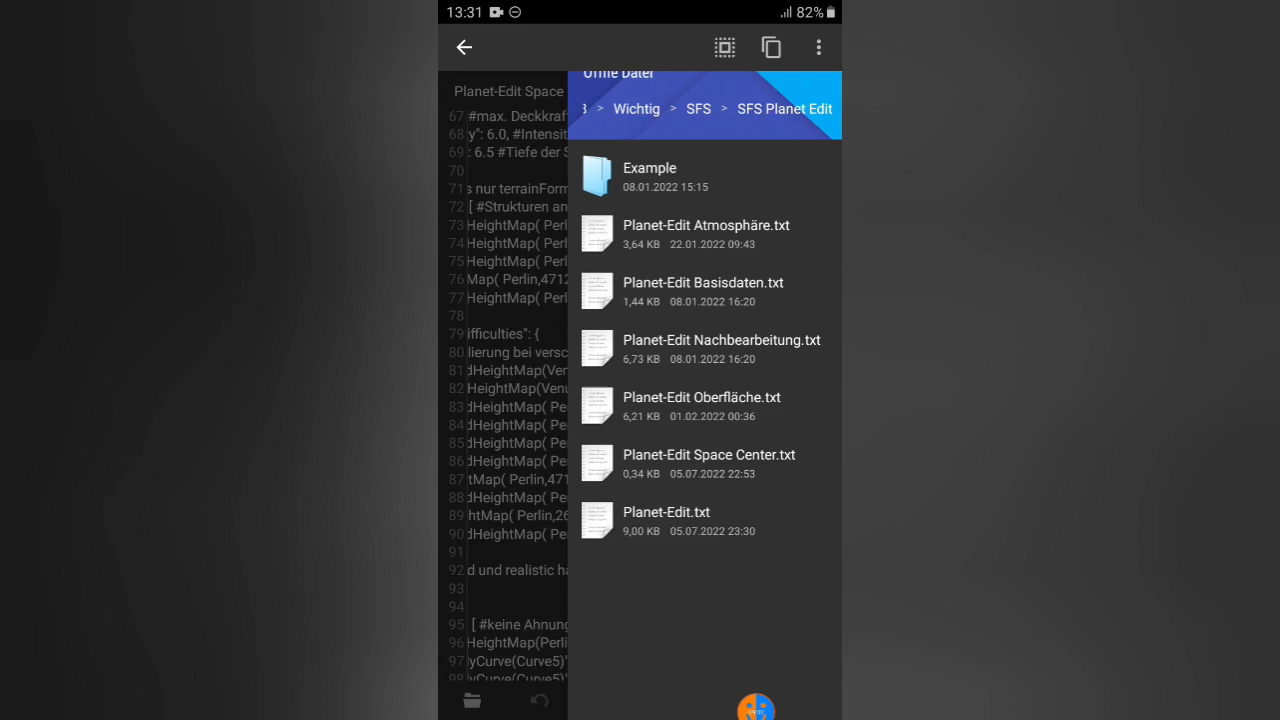 13:31
82%
Planet-Edit Space
67 #max. Deckkraf
68 y": 6.0, #Intensit
69 : 6.5 #Tiefe der S
70
71 s nur terrainForm
72 [ #Strukturen an
73 HeightMap( Perl
74 HeightMap( Perl
75 HeightMap( Perl
76 Map( Perlin,4712
77 HeightMap( Perl
78
79 ifficulties": {
80 lierung bei versc
81 dHeightMap(Ven
82 HeightMap(Venu
83 dHeightMap( Pe
84 dHeightMap( Pe
85 dHeightMap( Pe
86 dHeightMap( Pe
87 tMap( Perlin,471
88 dHeightMap( Pe
89 htMap( Perlin,26
90 dHeightMap( Pe
91
92 d und realistic ha
93
94
95 [ #keine Ahnung
96 HeightMap(Perli
97 lyCurve(Curve5)"
98 lyCurve(Curve5)"
Öffne Datei
> Wichtig > SFS > SFS Planet Edit
Example
08.01.2022 15:15
Planet-Edit Atmosphäre.txt
3,64 KB 22.01.2022 09:43
Planet-Edit Basisdaten.txt
1,44 KB 08.01.2022 16:20
Planet-Edit Nachbearbeitung.txt
6,73 KB 08.01.2022 16:20
Planet-Edit Oberfläche.txt
6,21 KB 01.02.2022 00:36
Planet-Edit Space Center.txt
0,34 KB 05.07.2022 22:53
Planet-Edit.txt
9,00 KB 05.07.2022 23:30